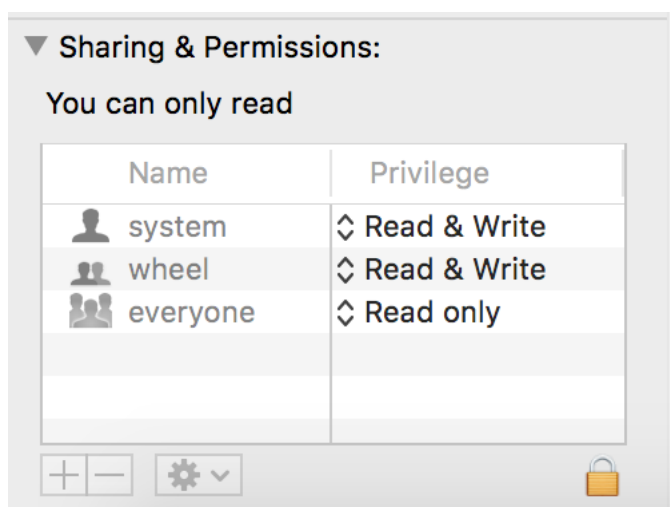 Sharing & Permissions:
You can only read
Name Privilege
system Read & Write
wheel Read & Write
everyone Read only